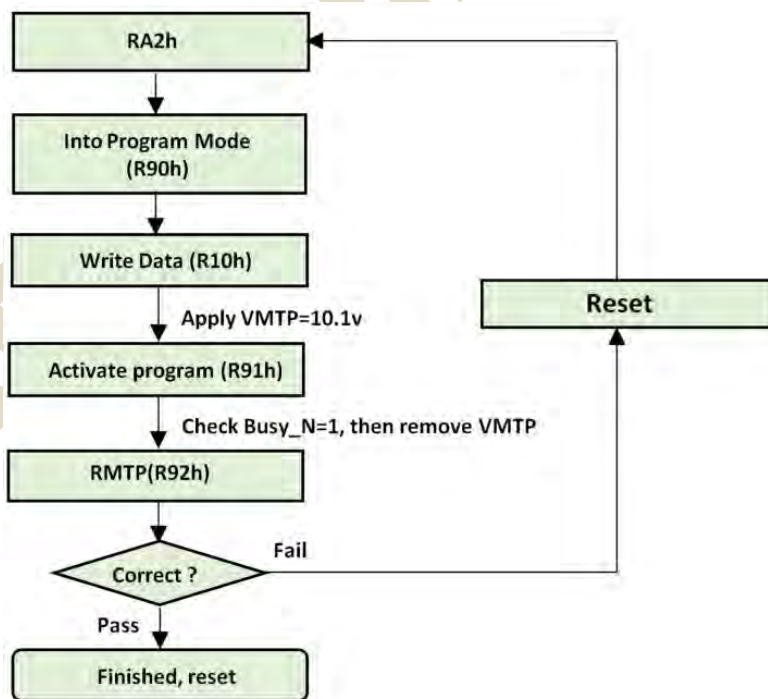 RA2h
Into Program Mode
(R90h)
Write Data (R10h)
Apply VMTP=10.1v
Activate program (R91h)
Check Busy_N=1, then remove VMTP
RMTP(R92h)
Correct ?
Fail
Pass
Finished, reset
Reset